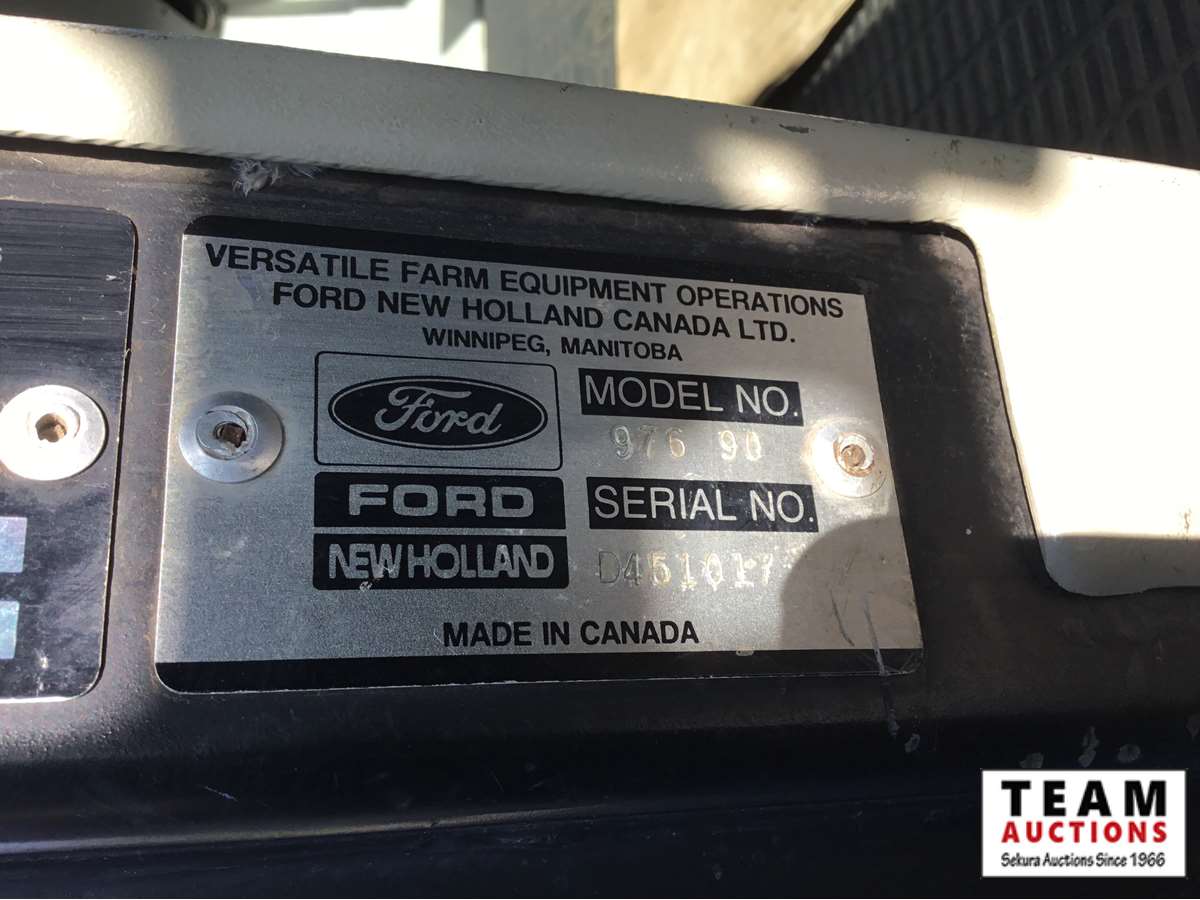 VERSATILE FARM EQUIPMENT OPERATIONS
FORD NEW HOLLAND CANADA LTD.
WINNIPEG, MANITOBA
Ford
MODEL NO.
976 90
FORD
SERIAL NO.
NEW HOLLAND
D451017
MADE IN CANADA
TEAM
AUCTIONS
Sekura Auctions Since 1966